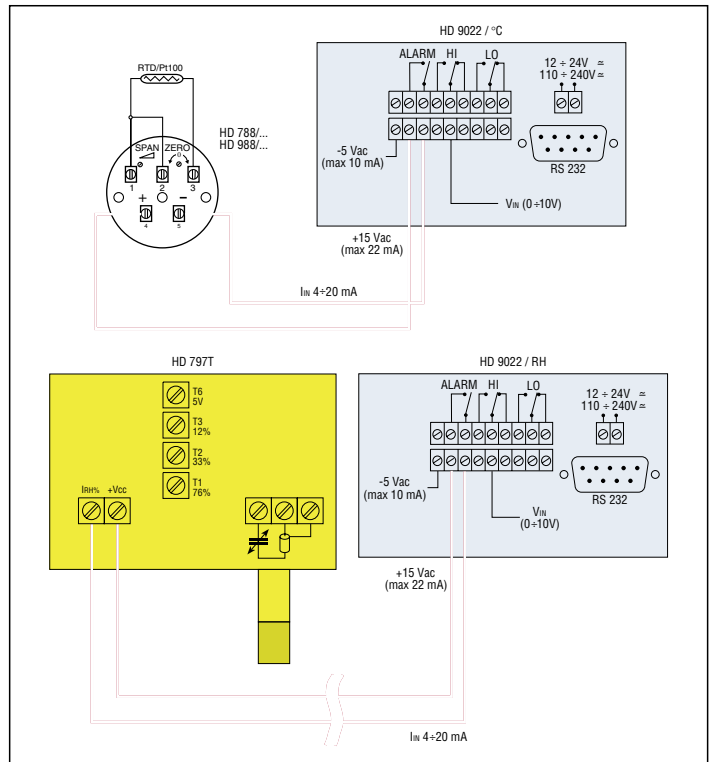 HD 9022 / °C
RTD/Pt100
ALARM HI LO
12 ÷ 24V ≃
110 ÷ 240V ≃
HD 788/...
HD 988/...
SPAN ZERO
0
1 2 3
+ −
4 5
-5 Vac
(max 10 mA)
RS 232
VIN (0÷10V)
+15 Vac
(max 22 mA)
IIN 4÷20 mA
HD 797T
HD 9022 / RH
T6
5V
T3
12%
T2
33%
T1
76%
IRH% +Vcc
ALARM HI LO
12 ÷ 24V ≃
110 ÷ 240V ≃
-5 Vac
(max 10 mA)
RS 232
VIN
(0÷10V)
+15 Vac
(max 22 mA)
IIN 4÷20 mA